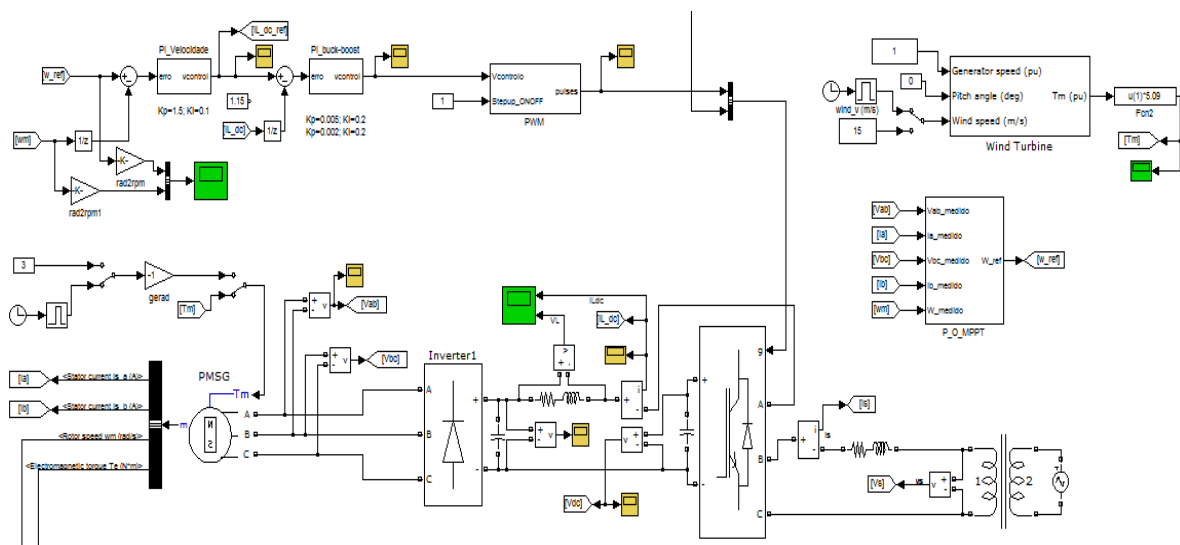 [w_ref]
PI_Velocidade
erro
vcontrol
Kp=1.5; KI=0.1
[IL_dc_ref]
1.15
[IL_dc]
1/z
PI_buck-boost
erro
vcontrol
Kp=0.005; KI=0.2
Kp=0.002; KI=0.2
Vcontrolo
Stepup_ONOFF
pulses
PWM
1
[wm]
1/z
-K-
rad2rpm
-K-
rad2rpm1
1
0
wind_v (m/s)
15
Generator speed (pu)
Pitch angle (deg)
Wind speed (m/s)
Tm (pu)
Wind Turbine
u(1)*5.09
Fcn2
[Tm]
[Vab]
[Ia]
[Vbc]
[Ib]
[wm]
Vab_medido
Ia_medido
Vbc_medido
Ib_medido
W_medido
W_ref
P_O_MPPT
[w_ref]
3
-1
gerad
[Tm]
+
-
v
[Vab]
+
-
v
[Vbc]
[Ia]
[Ib]
<Stator current is_a (A)>
<Stator current is_b (A)>
<Rotor speed wm (rad/s)>
<Electromagnetic torque Te (N*m)>
m
PMSG
Tm
N
S
A
B
C
Inverter1
A
B
C
+
-
iLdc
VL
[IL_dc]
+
-
v
+
-
i
+
-
v
+
-
v
[Vdc]
g
+
-
A
B
C
+
-
i
is
[Is]
[Vs]
vs
+
-
v
1
2